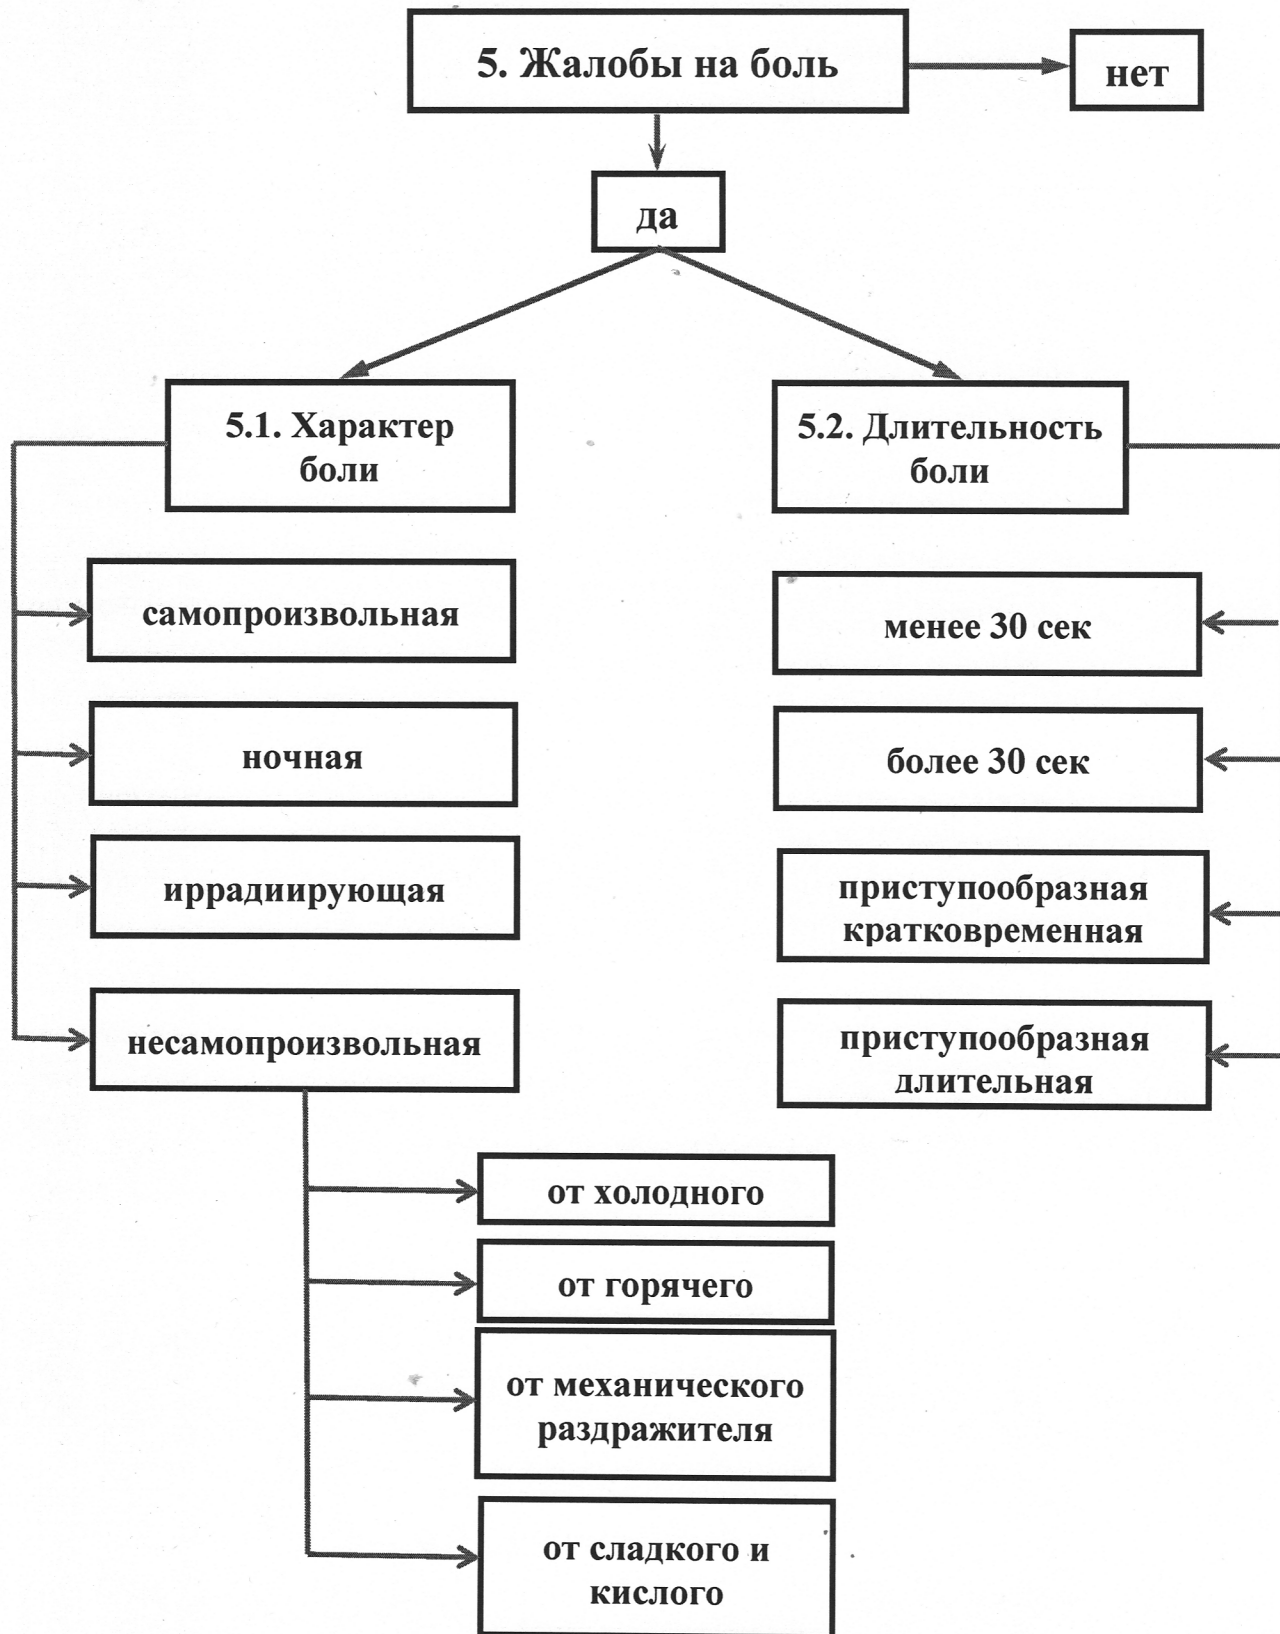 5. Жалобы на боль
нет
да
5.1. Характер
боли
5.2. Длительность
боли
самопроизвольная
ночная
иррадиирующая
несамопроизвольная
менее 30 сек
более 30 сек
приступообразная
кратковременная
приступообразная
длительная
от холодного
от горячего
от механического
раздражителя
от сладкого и
кислого